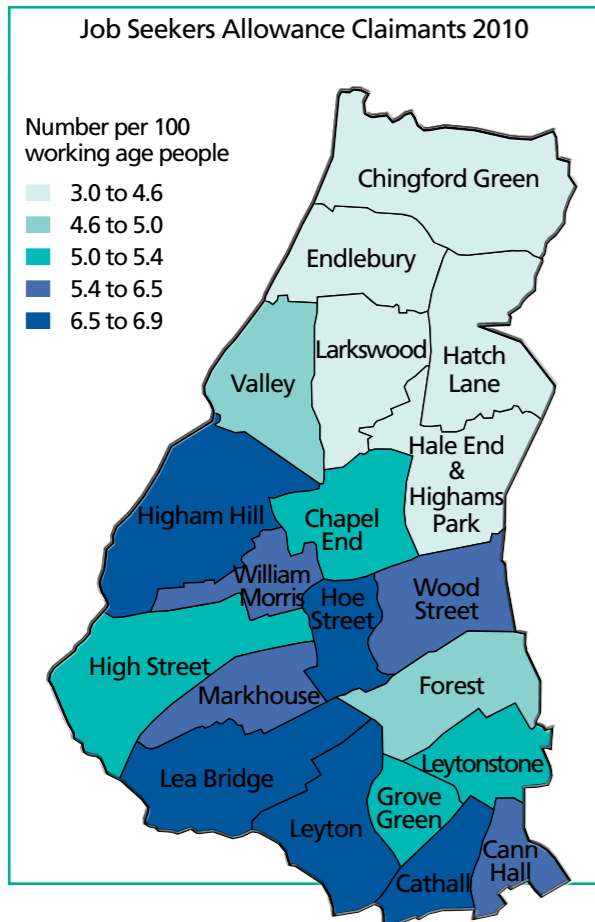 Job Seekers Allowance Claimants 2010
Number per 100
working age people
3.0 to 4.6
4.6 to 5.0
5.0 to 5.4
5.4 to 6.5
6.5 to 6.9
Chingford Green
Endlebury
Larkswood
Hatch
Lane
Valley
Hale End
&
Highams
Park
Higham Hill
Chapel
End
William
Morris
Hoe
Street
Wood
Street
High Street
Markhouse
Forest
Leytonstone
Lea Bridge
Grove
Green
Leyton
Cann
Hall
Cathall